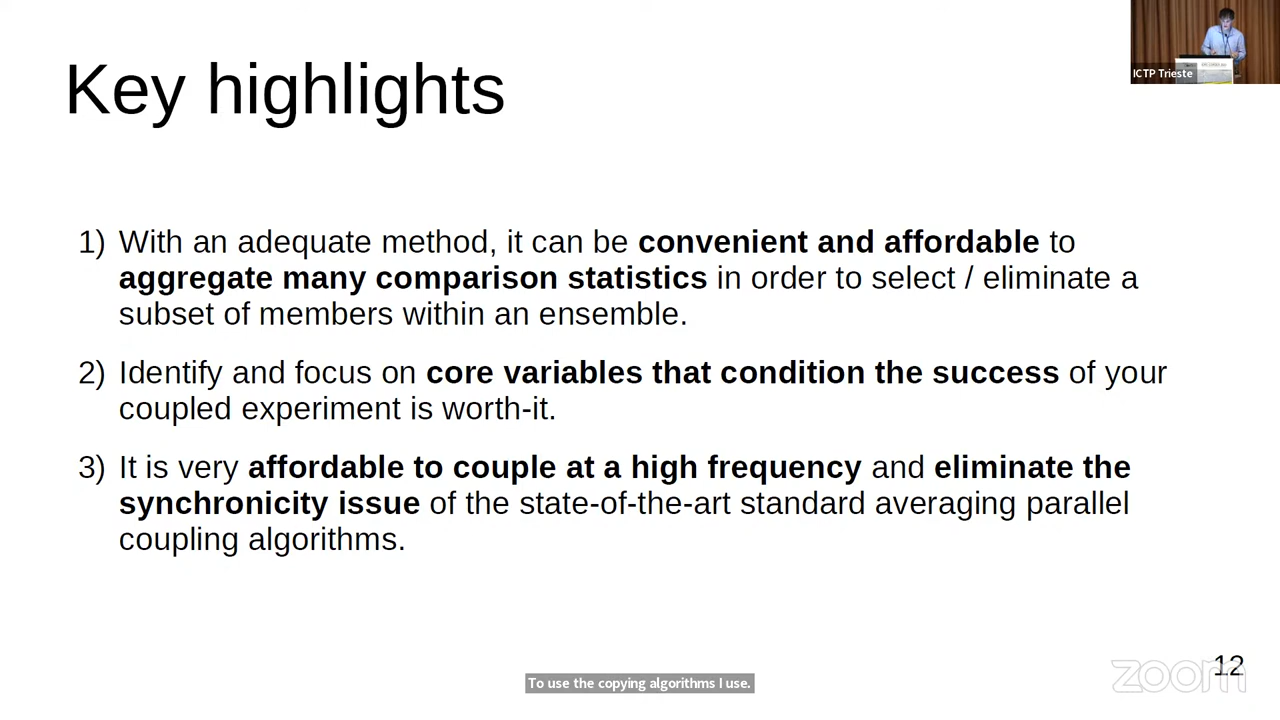 ICTP Trieste
Key highlights
1) With an adequate method, it can be convenient and affordable to
aggregate many comparison statistics in order to select / eliminate a
subset of members within an ensemble.
2) Identify and focus on core variables that condition the success of your
coupled experiment is worth-it.
3) It is very affordable to couple at a high frequency and eliminate the
synchronicity issue of the state-of-the-art standard averaging parallel
coupling algorithms.
12
zoom
To use the copying algorithms I use.